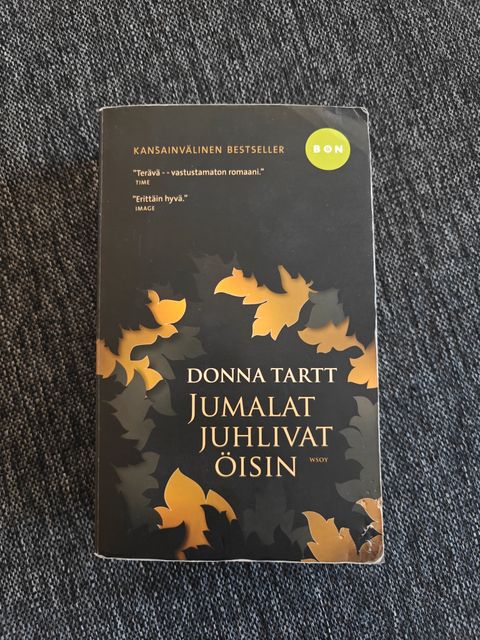 KANSAINVÄLINEN BESTSELLER
BON
"Terävä - - vastustamaton romaani."
TIME
"Erittäin hyvä."
IMAGE
DONNA TARTT
JUMALAT
JUHLIVAT
ÖISIN
WSOY